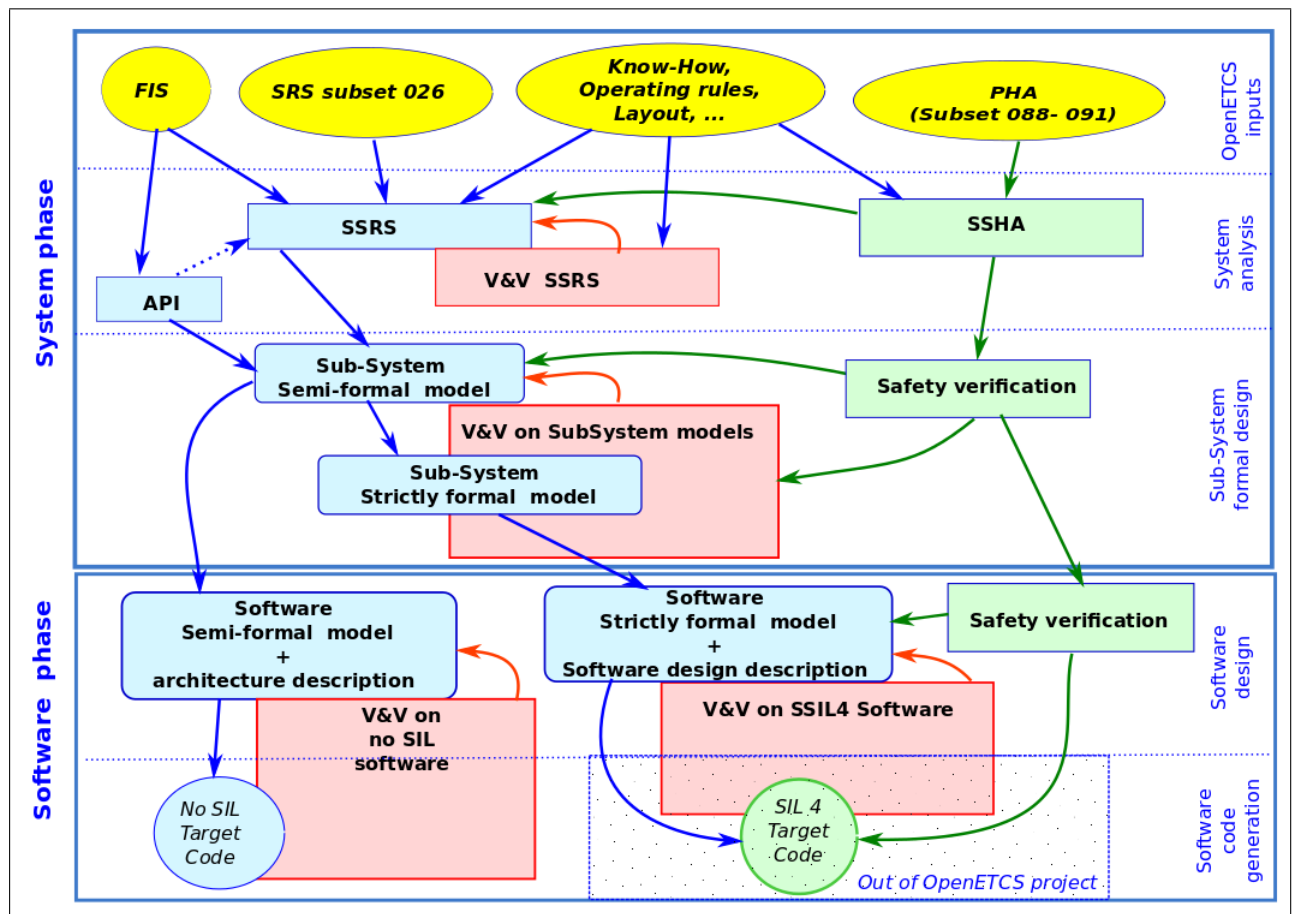 FIS
SRS subset 026
Know-How,
Operating rules,
Layout, ...
PHA
(Subset 088- 091)
OpenETCS
inputs
System phase
SSRS
SSHA
V&V SSRS
API
System
analysis
Sub-System
Semi-formal model
Safety verification
V&V on SubSystem models
Sub-System
Strictly formal model
Sub-System
formal design
Software phase
Software
Semi-formal model
+
architecture description
Software
Strictly formal model
+
Software design description
Safety verification
Software
design
V&V on
no SIL
software
V&V on SSIL4 Software
No SIL
Target
Code
SIL 4
Target
Code
Out of OpenETCS project
Software
code
generation